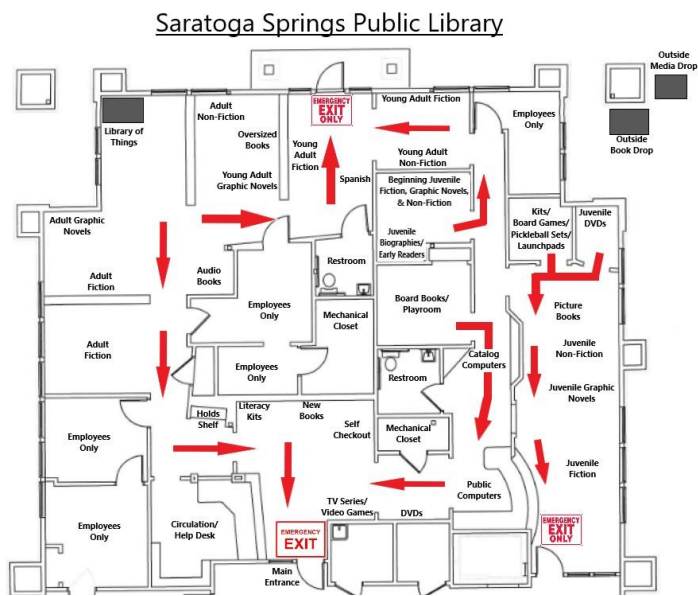 Saratoga Springs Public Library
Outside
Media Drop
Outside
Book Drop
Library of
Things
Adult
Non-Fiction
Oversized
Books
Young Adult
Graphic Novels
EMERGENCY
EXIT
ONLY
Young
Adult
Fiction
Spanish
Young Adult Fiction
Young Adult
Non-Fiction
Employees
Only
Beginning Juvenile
Fiction, Graphic Novels,
& Non-Fiction
Juvenile
Biographies/
Early Readers
Kits/
Board Games/
Pickleball Sets/
Launchpads
Juvenile
DVDs
Adult Graphic
Novels
Adult
Fiction
Audio
Books
Restroom
Employees
Only
Mechanical
Closet
Board Books/
Playroom
Picture
Books
Adult
Fiction
Employees
Only
Restroom
Catalog
Computers
Juvenile
Non-Fiction
Juvenile Graphic
Novels
Holds
Shelf
Literacy
Kits
New
Books
Self
Checkout
Mechanical
Closet
Employees
Only
Juvenile
Fiction
Public
Computers
TV Series/
Video Games
DVDs
Employees
Only
Circulation/
Help Desk
EMERGENCY
EXIT
EMERGENCY
EXIT
ONLY
Main
Entrance